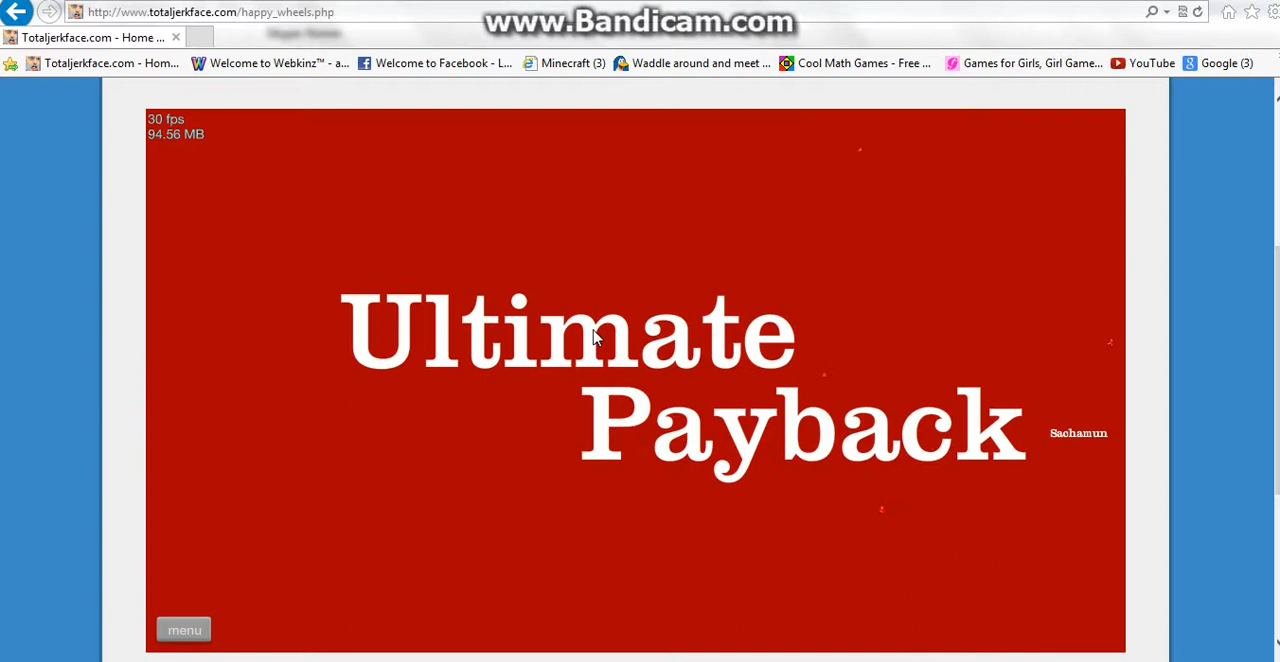 http://www.totaljerkface.com/happy_wheels.php
www.Bandicam.com
Totaljerkface.com - Home ...
Totaljerkface.com - Hom... Welcome to Webkinz™ - a... Welcome to Facebook - L... Minecraft (3) Waddle around and meet ... Cool Math Games - Free ... Games for Girls, Girl Game... YouTube Google (3)
30 fps
94.56 MB
Ultimate
Payback
Sachamun
menu